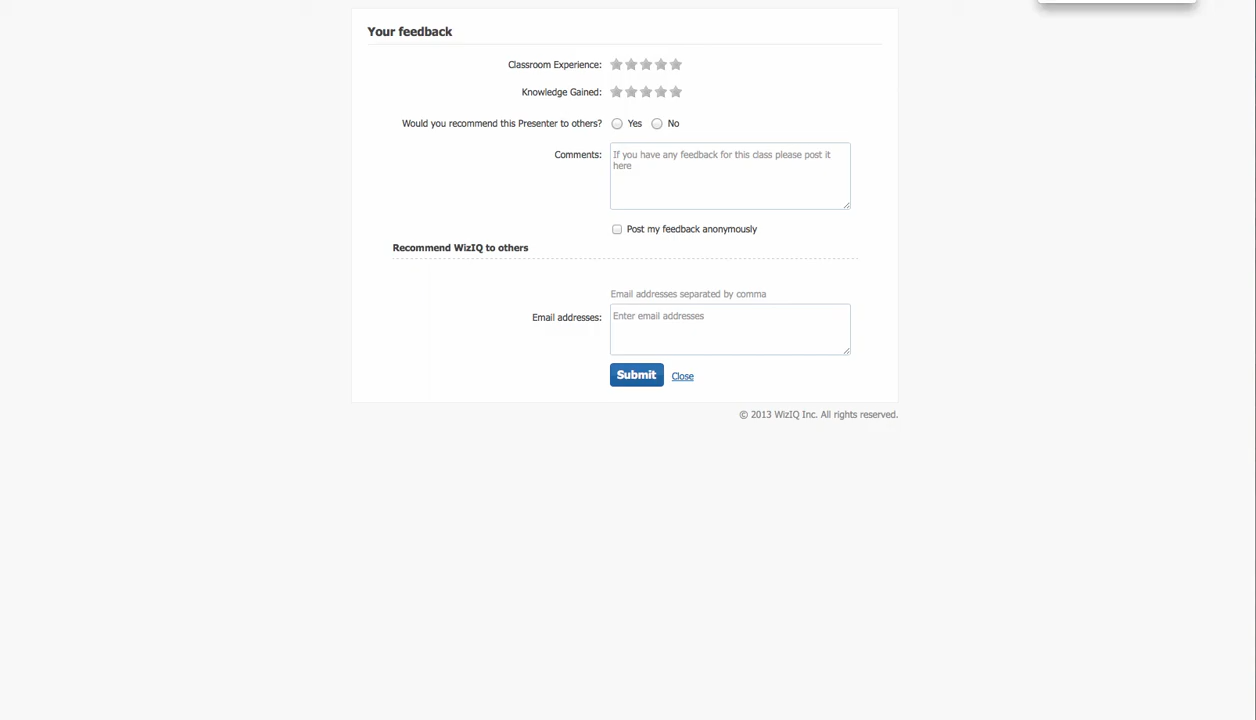 Your feedback
Classroom Experience:
Knowledge Gained:
Would you recommend this Presenter to others? Yes No
Comments: If you have any feedback for this class please post it
here
Post my feedback anonymously
Recommend WizIQ to others
Email addresses separated by comma
Email addresses: Enter email addresses
Submit Close
© 2013 WizIQ Inc. All rights reserved.